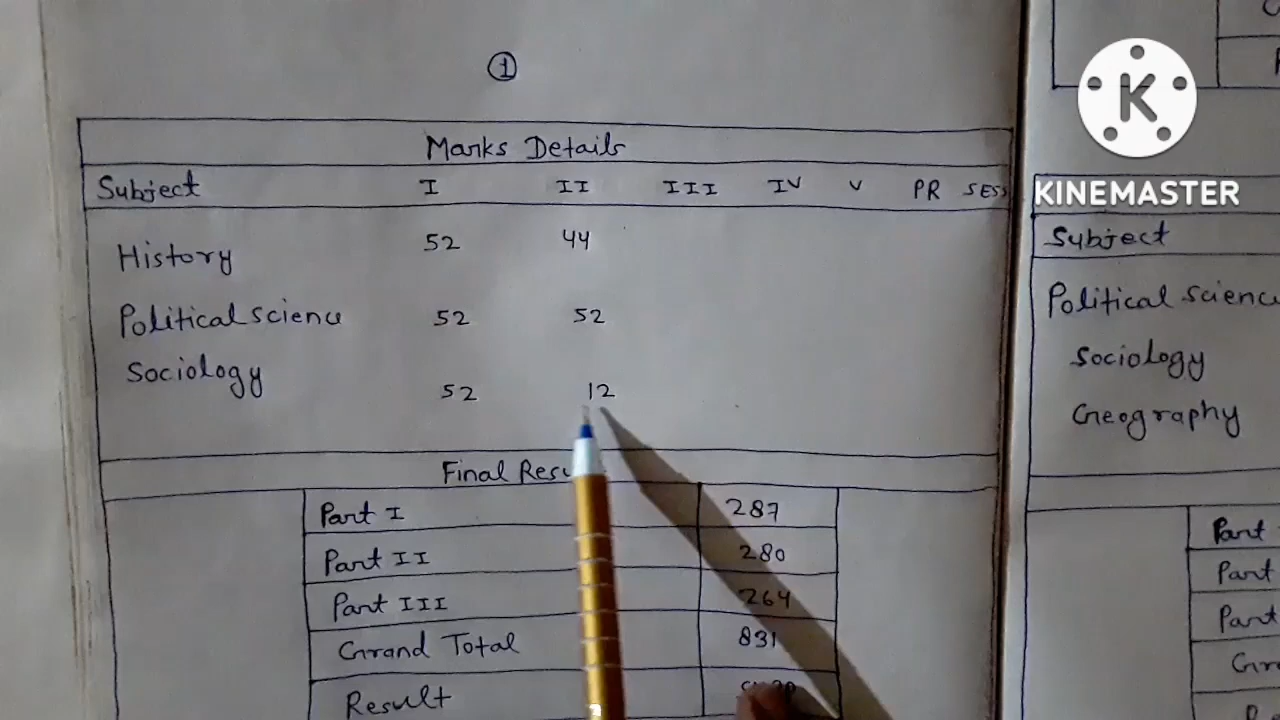 ①
Marks Details
Subject I II III IV V PR SESS
History 52 44
Political science 52 52
Sociology 52 12
Final
Part I 287
Part II 280
Part III 264
Grand Total 831
Result
K
KINEMASTER
Subject
Political science
Sociology
Geography
Part
Part
Part